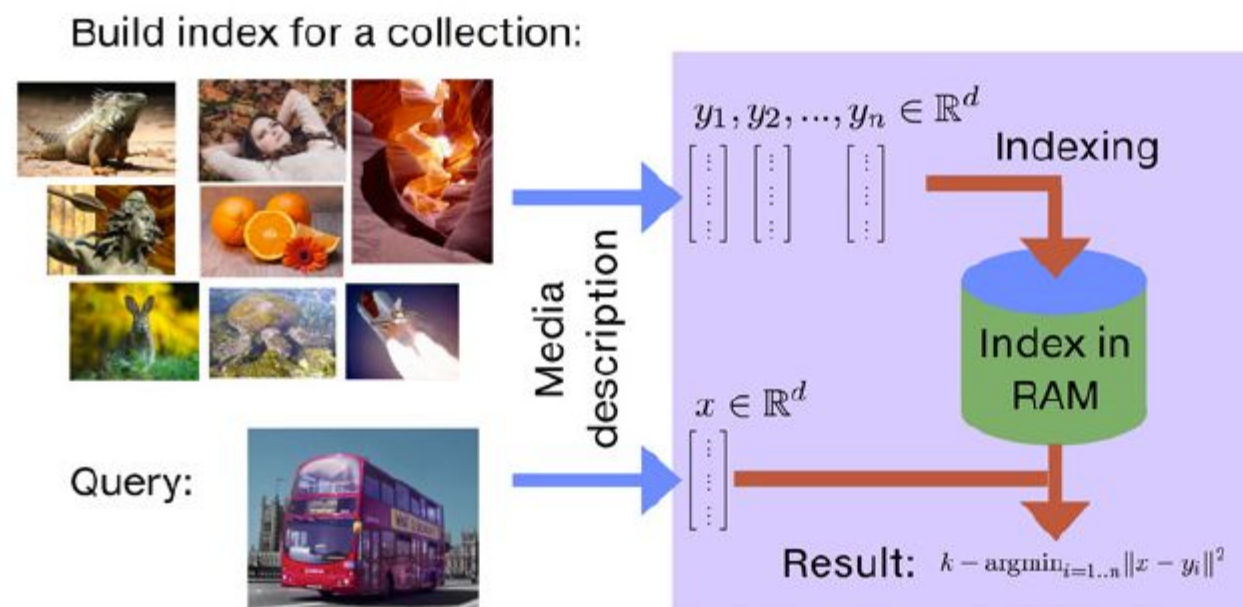 Build index for a collection:
y₁, y₂, ..., yₙ ∈ ℝᵈ
Indexing
Media
description
Index in
RAM
x ∈ ℝᵈ
Query:
Result: k − argminᵢ₌₁..ₙ‖x − yᵢ‖²